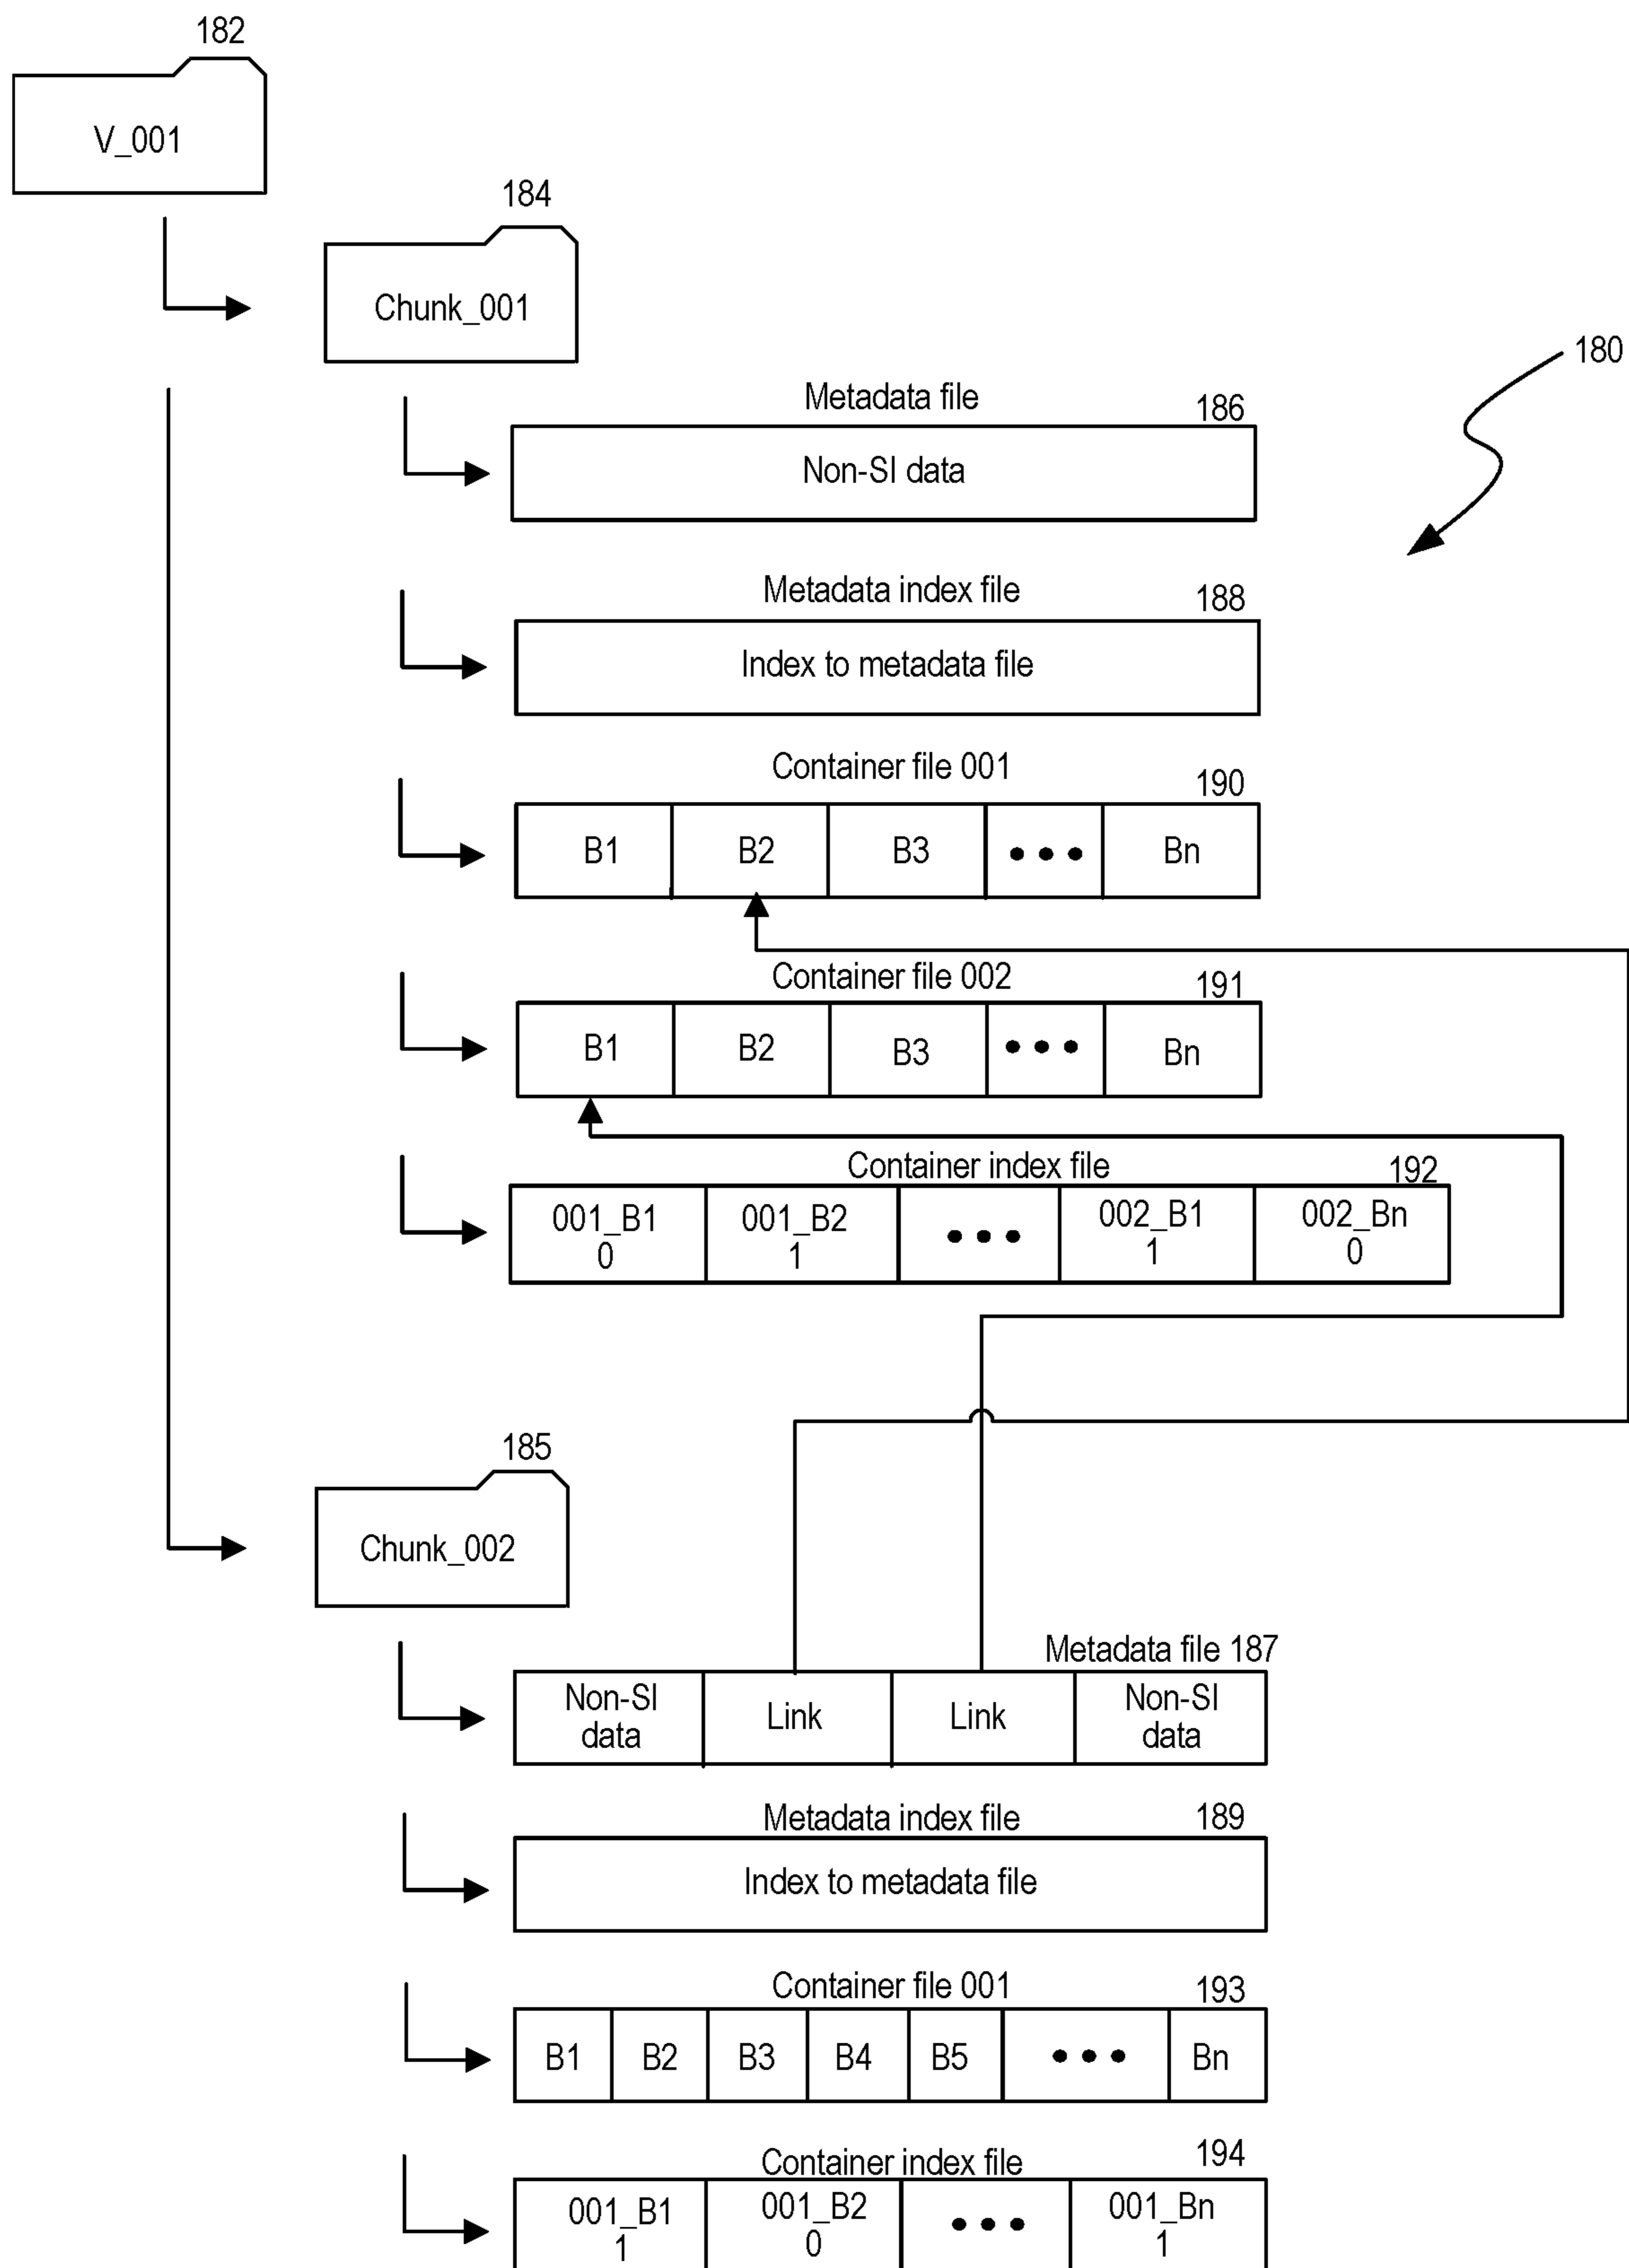 182
V_001
184
Chunk_001
180
Metadata file
186
Non-SI data
Metadata index file
188
Index to metadata file
Container file 001
190
B1 B2 B3 ••• Bn
Container file 002
191
B1 B2 B3 ••• Bn
Container index file
192
001_B1 001_B2 ••• 002_B1 002_Bn
0 1 1 0
185
Chunk_002
Metadata file 187
Non-SI Link Link Non-SI
data data
Metadata index file
189
Index to metadata file
Container file 001
193
B1 B2 B3 B4 B5 ••• Bn
Container index file
194
001_B1 001_B2 ••• 001_Bn
1 0 1